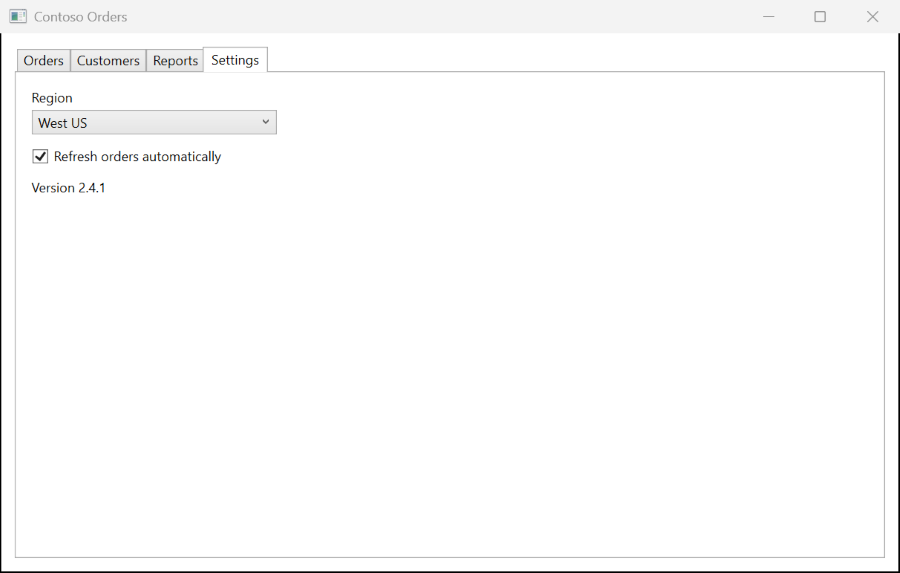 Contoso Orders
Orders Customers Reports Settings
Region
West US
Refresh orders automatically
Version 2.4.1